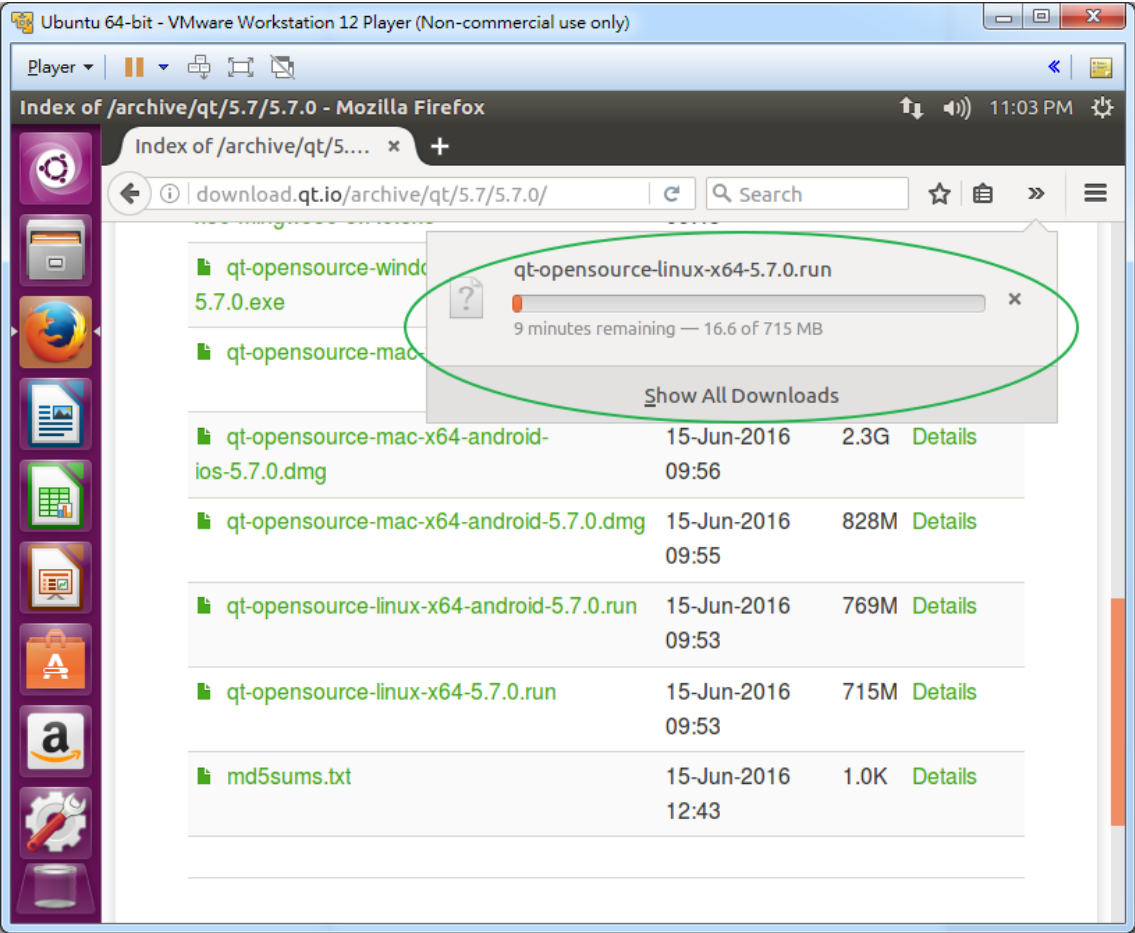 Ubuntu 64-bit - VMware Workstation 12 Player (Non-commercial use only)
Player
Index of /archive/qt/5.7/5.7.0 - Mozilla Firefox
11:03 PM
Index of /archive/qt/5....
download.qt.io/archive/qt/5.7/5.7.0/
Search
qt-opensource-linux-x64-5.7.0.run
9 minutes remaining — 16.6 of 715 MB
Show All Downloads
qt-opensource-windo
5.7.0.exe
qt-opensource-mac-
qt-opensource-mac-x64-android- 15-Jun-2016 2.3G Details
ios-5.7.0.dmg 09:56
qt-opensource-mac-x64-android-5.7.0.dmg 15-Jun-2016 828M Details
09:55
qt-opensource-linux-x64-android-5.7.0.run 15-Jun-2016 769M Details
09:53
qt-opensource-linux-x64-5.7.0.run 15-Jun-2016 715M Details
09:53
md5sums.txt 15-Jun-2016 1.0K Details
12:43